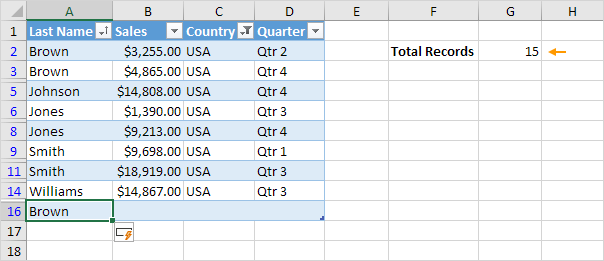 A B C D E F G H
1 Last Name Sales Country Quarter
2 Brown $3,255.00 USA Qtr 2 Total Records 15
3 Brown $4,865.00 USA Qtr 4
5 Johnson $14,808.00 USA Qtr 4
6 Jones $1,390.00 USA Qtr 3
8 Jones $9,213.00 USA Qtr 4
9 Smith $9,698.00 USA Qtr 1
11 Smith $18,919.00 USA Qtr 3
14 Williams $14,867.00 USA Qtr 3
16 Brown
17
18